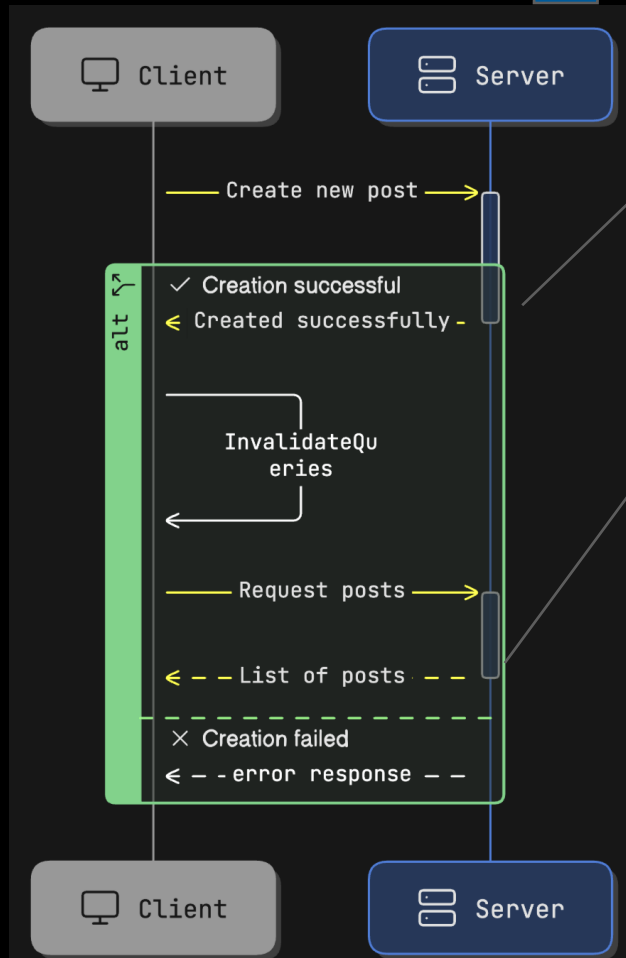 Client
Server
Create new post
alt
Creation successful
Created successfully
InvalidateQu
eries
Request posts
List of posts
Creation failed
error response
Client
Server